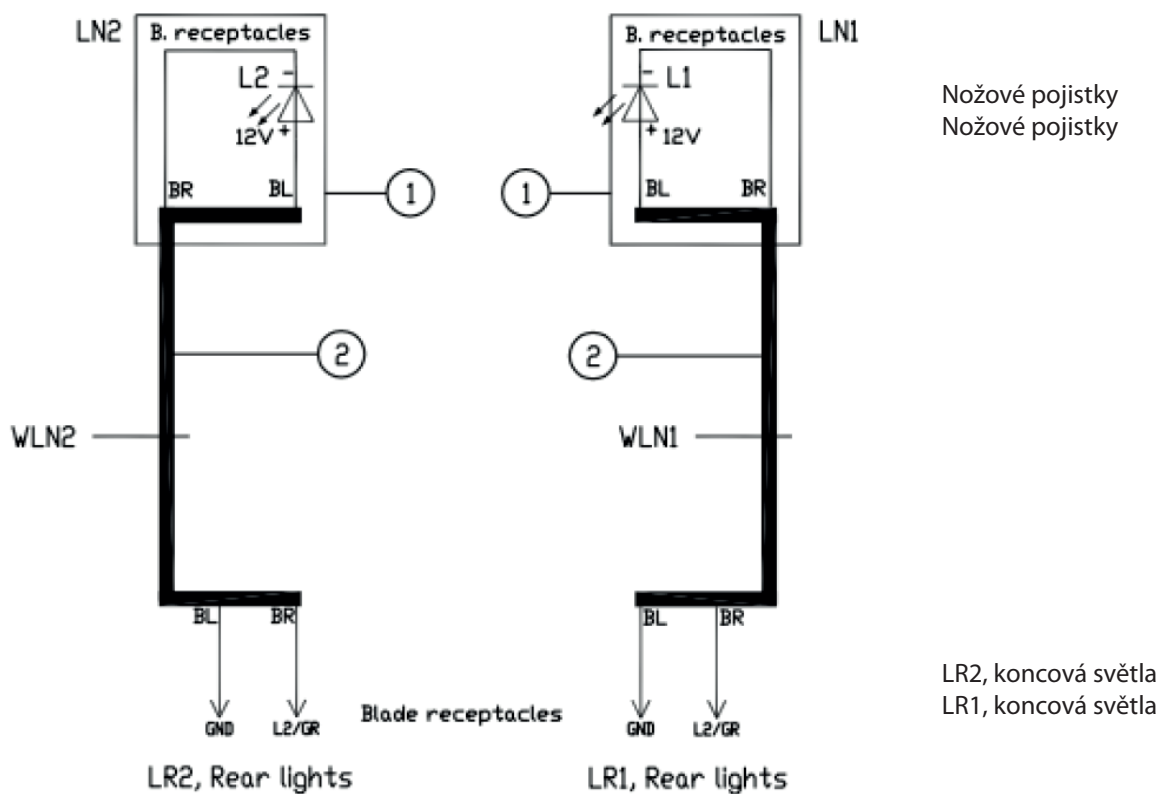 LN2
B. receptacles
L2 -
12V +
BR BL
1
B. receptacles
LN1
- L1
+ 12V
BL BR
1
Nožové pojistky
Nožové pojistky
2
2
WLN2
WLN1
BL BR
BL BR
GND L2/GR
Blade receptacles
GND L2/GR
LR2, Rear lights
LR1, Rear lights
LR2, koncová světla
LR1, koncová světla